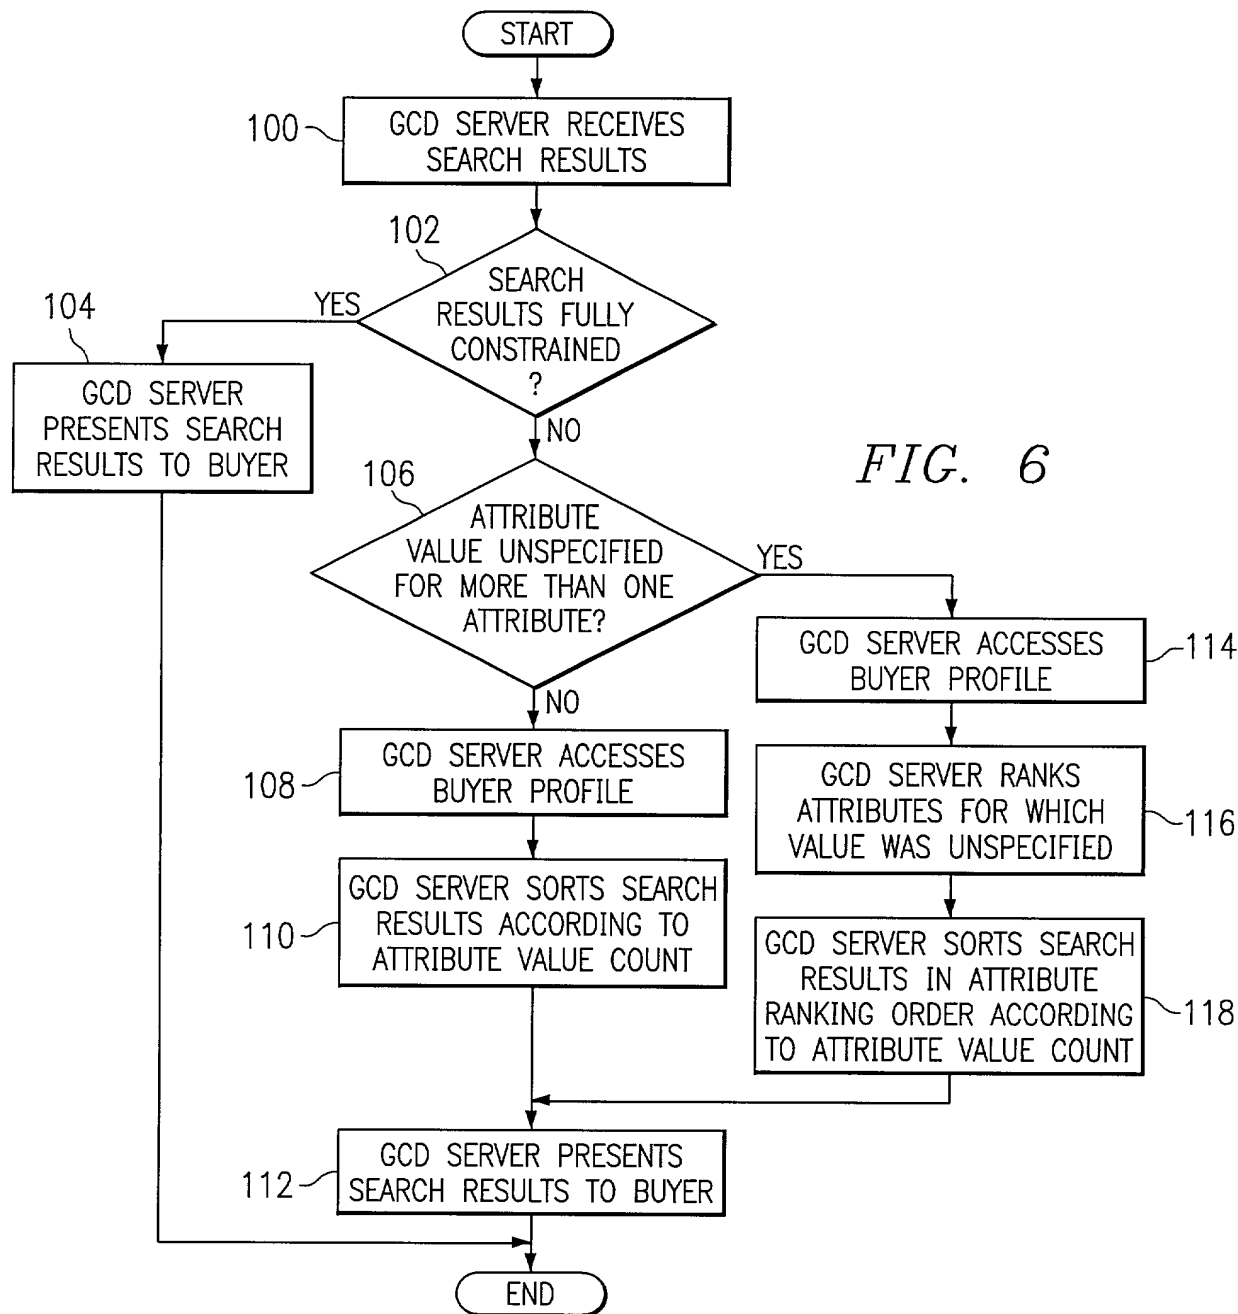 START
100
GCD SERVER RECEIVES
SEARCH RESULTS
102
SEARCH
RESULTS FULLY
CONSTRAINED
?
YES
NO
104
GCD SERVER
PRESENTS SEARCH
RESULTS TO BUYER
FIG. 6
106
ATTRIBUTE
VALUE UNSPECIFIED
FOR MORE THAN ONE
ATTRIBUTE?
YES
NO
GCD SERVER ACCESSES
BUYER PROFILE
114
108
GCD SERVER ACCESSES
BUYER PROFILE
GCD SERVER RANKS
ATTRIBUTES FOR WHICH
VALUE WAS UNSPECIFIED
116
110
GCD SERVER SORTS SEARCH
RESULTS ACCORDING TO
ATTRIBUTE VALUE COUNT
GCD SERVER SORTS SEARCH
RESULTS IN ATTRIBUTE
RANKING ORDER ACCORDING
TO ATTRIBUTE VALUE COUNT
118
112
GCD SERVER PRESENTS
SEARCH RESULTS TO BUYER
END